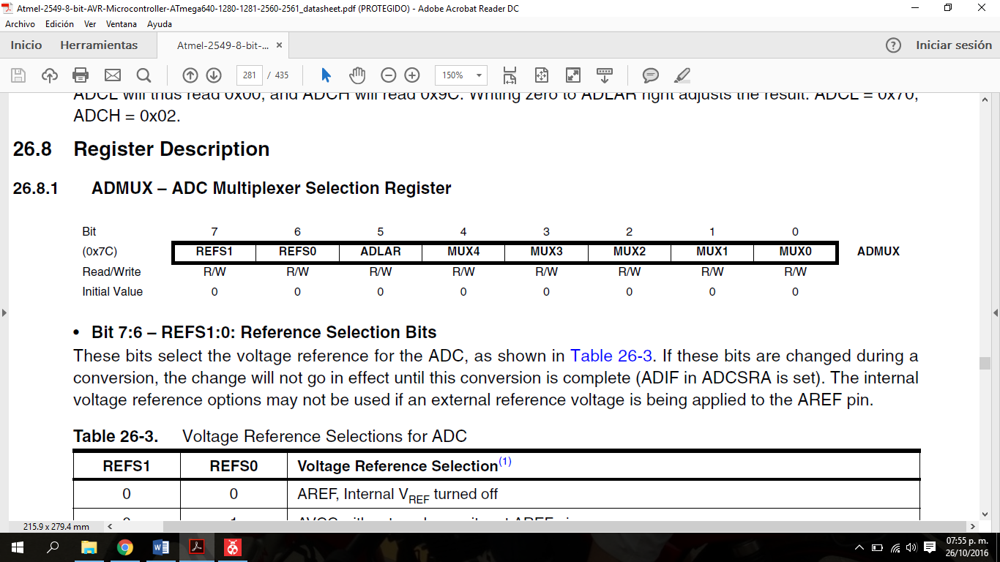 Atmel-2549-8-bit-AVR-Microcontroller-ATmega640-1280-1281-2560-2561_datasheet.pdf (PROTEGIDO) - Adobe Acrobat Reader DC
Archivo Edición Ver Ventana Ayuda
Inicio Herramientas Atmel-2549-8-bit-... × ? Iniciar sesión
281 / 435 150%
ADCL will thus read 0x00, and ADCH will read 0x9C. Writing zero to ADLAR right adjusts the result: ADCL = 0x70,
ADCH = 0x02.
26.8 Register Description
26.8.1 ADMUX – ADC Multiplexer Selection Register
Bit 7 6 5 4 3 2 1 0
(0x7C) REFS1 REFS0 ADLAR MUX4 MUX3 MUX2 MUX1 MUX0 ADMUX
Read/Write R/W R/W R/W R/W R/W R/W R/W R/W
Initial Value 0 0 0 0 0 0 0 0
• Bit 7:6 – REFS1:0: Reference Selection Bits
These bits select the voltage reference for the ADC, as shown in Table 26-3. If these bits are changed during a
conversion, the change will not go in effect until this conversion is complete (ADIF in ADCSRA is set). The internal
voltage reference options may not be used if an external reference voltage is being applied to the AREF pin.
Table 26-3. Voltage Reference Selections for ADC
REFS1 REFS0 Voltage Reference Selection(1)
0 0 AREF, Internal VREF turned off
215.9 x 279.4 mm
07:55 p. m.
26/10/2016